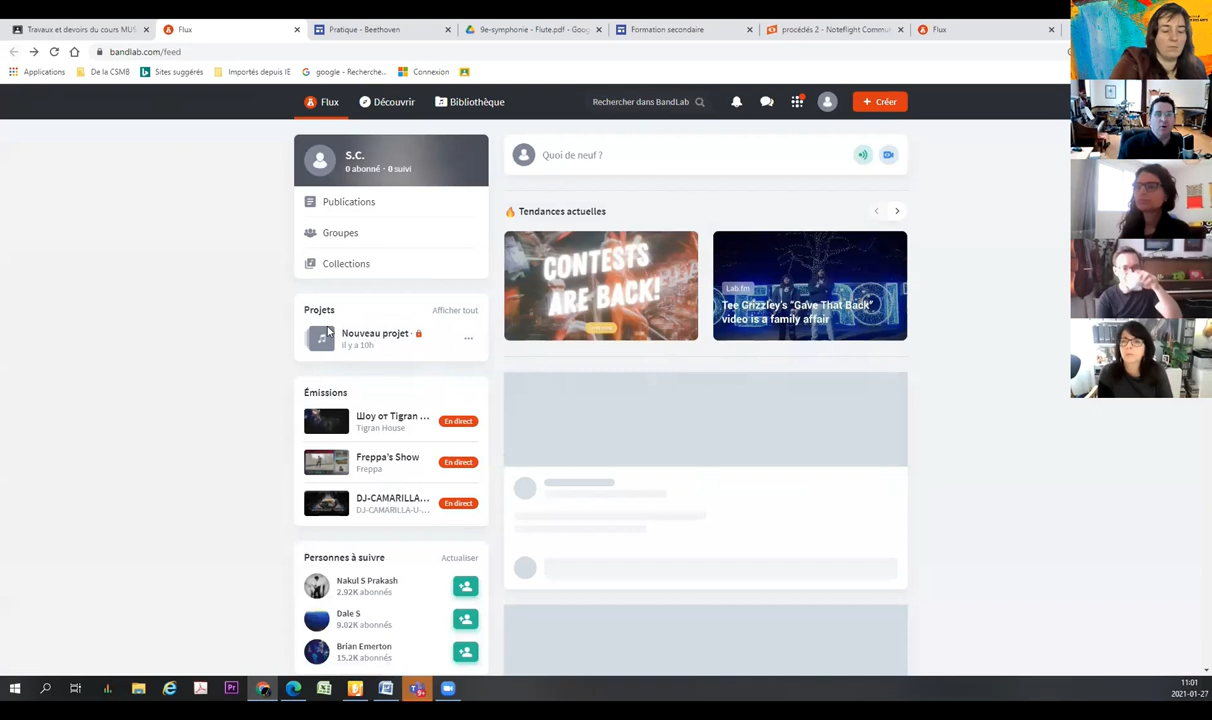 Travaux et devoirs du cours MUS
Flux
Pratique - Beethoven
9e-symphonie - Flute.pdf - Goog
Formation secondaire
procédés 2 - Noteflight Commu
Flux
bandlab.com/feed
Applications
De la CSMB
Sites suggérés
Importés depuis IE
google - Recherche...
Connexion
Flux
Découvrir
Bibliothèque
Rechercher dans BandLab
+ Créer
S.C.
0 abonné · 0 suivi
Publications
Groupes
Collections
Projets
Afficher tout
Nouveau projet ·
il y a 10h
Émissions
Шоу от Tigran ...
Tigran House
En direct
Freppa's Show
Freppa
En direct
DJ-CAMARILLA...
DJ-CAMARILLA-U-...
En direct
Personnes à suivre
Actualiser
Nakul S Prakash
2.92K abonnés
Dale S
9.02K abonnés
Brian Emerton
15.2K abonnés
Quoi de neuf ?
Tendances actuelles
CONTESTS
ARE BACK!
Lab.fm
Tee Grizzley's “Gave That Back”
video is a family affair
11:01
2021-01-27